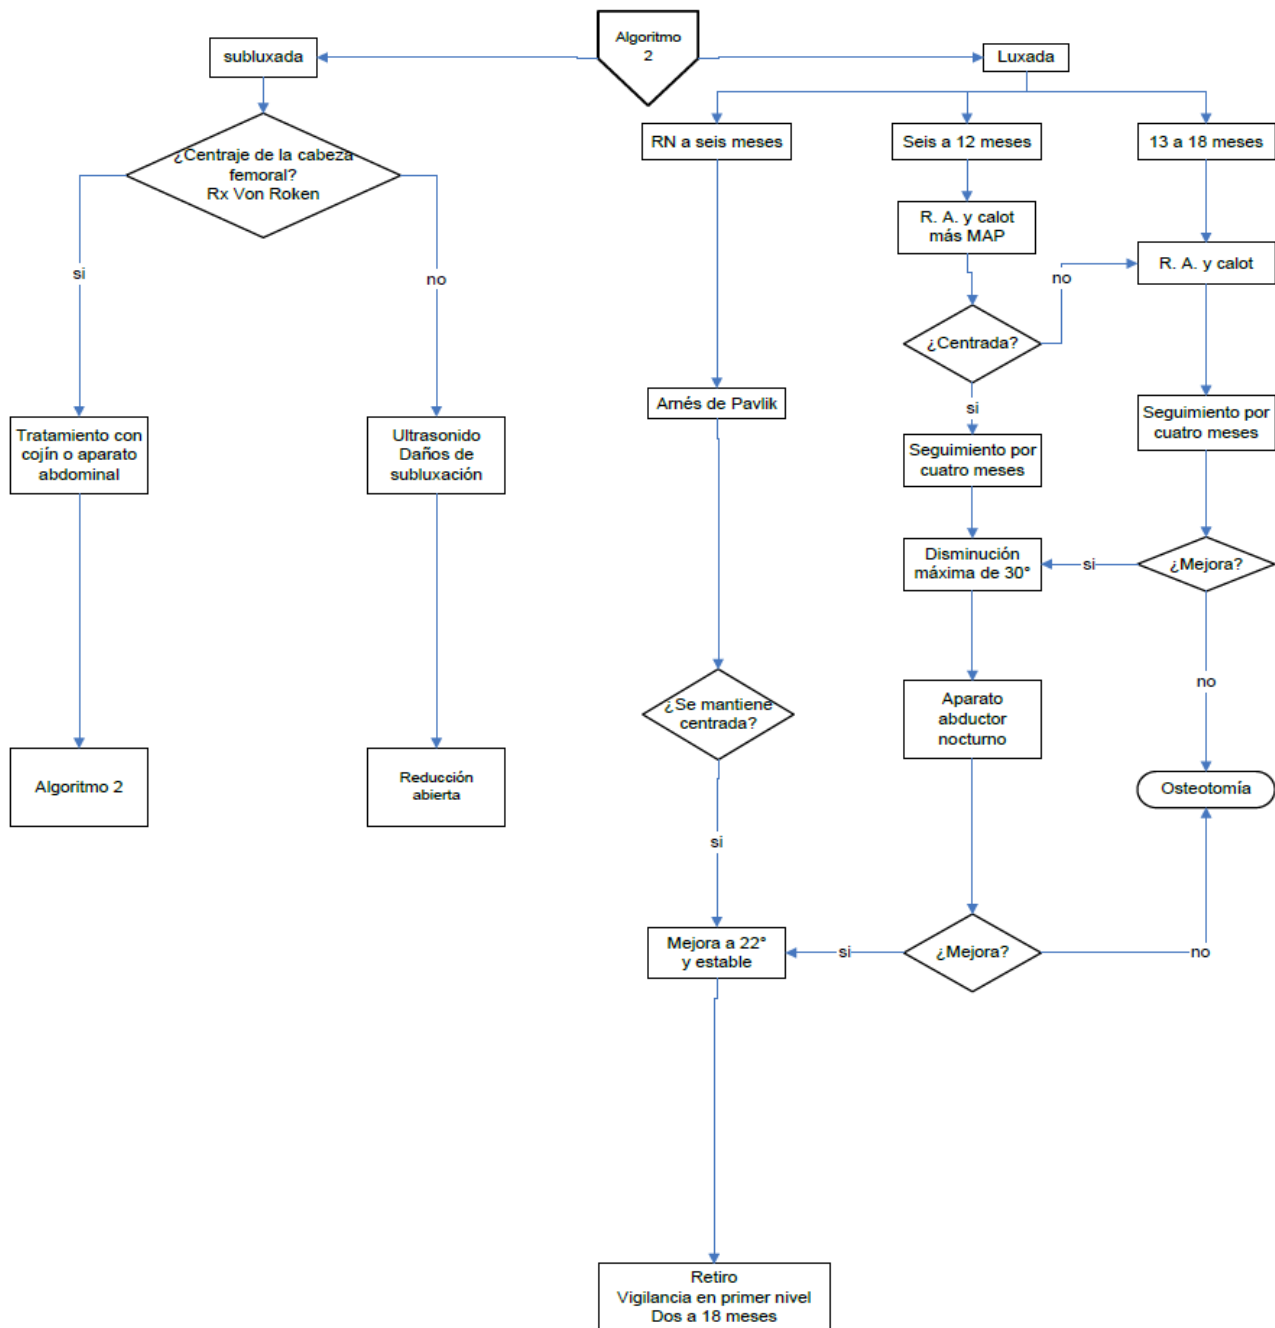 Algoritmo
2
subluxada
Luxada
RN a seis meses
Seis a 12 meses
13 a 18 meses
¿Centraje de la cabeza
femoral?
Rx Von Roken
R. A. y calot
más MAP
R. A. y calot
si
no
no
¿Centrada?
si
Arnés de Pavlik
Tratamiento con
cojín o aparato
abdominal
Ultrasonido
Daños de
subluxación
Seguimiento por
cuatro meses
Seguimiento por
cuatro meses
Disminución
máxima de 30°
si
¿Mejora?
no
¿Se mantiene
centrada?
Aparato
abductor
nocturno
Algoritmo 2
Reducción
abierta
Osteotomía
si
Mejora a 22°
y estable
si
¿Mejora?
no
Retiro
Vigilancia en primer nivel
Dos a 18 meses